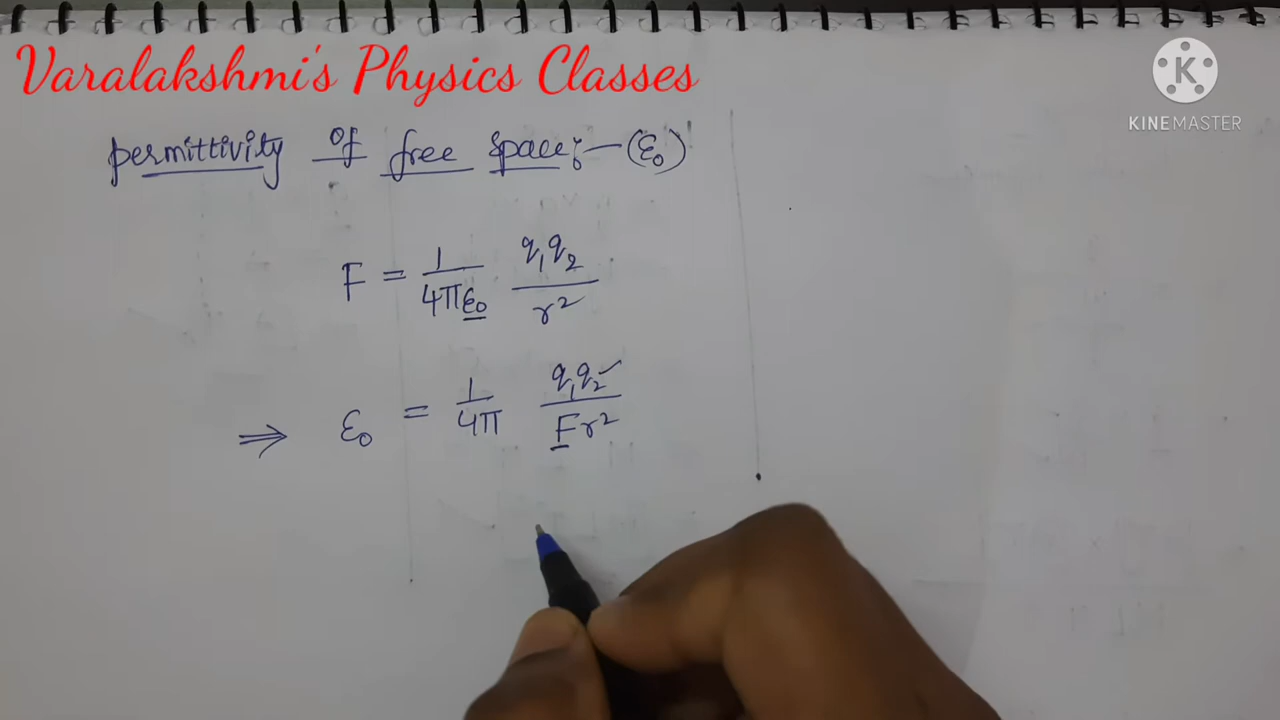 Varalakshmi's Physics Classes
K
KINEMASTER
permittivity of free space:—(ε₀)
F = 1/4πε₀ q₁q₂/r²
⇒ ε₀ = 1/4π q₁q₂/Fr²